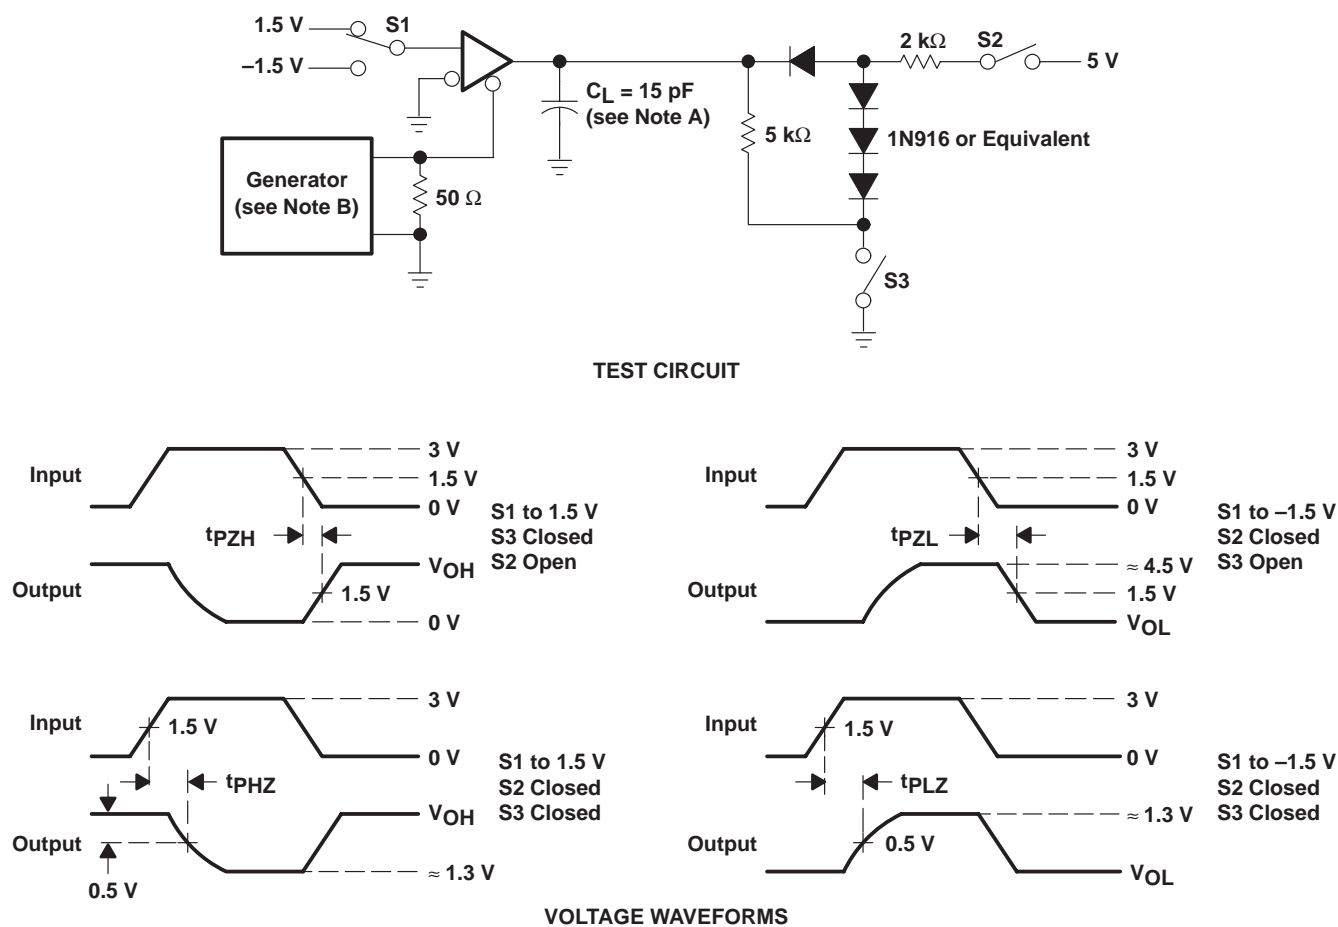 1.5 V
S1
–1.5 V
2 kΩ
S2
5 V
CL = 15 pF
(see Note A)
5 kΩ
1N916 or Equivalent
Generator
(see Note B)
50 Ω
S3
TEST CIRCUIT
Input
3 V
1.5 V
0 V
tPZH
S1 to 1.5 V
S3 Closed
S2 Open
Output
VOH
1.5 V
0 V
Input
3 V
1.5 V
0 V
tPZL
S1 to –1.5 V
S2 Closed
S3 Open
Output
≈ 4.5 V
1.5 V
VOL
Input
3 V
1.5 V
0 V
tPHZ
S1 to 1.5 V
S2 Closed
S3 Closed
Output
VOH
0.5 V
≈ 1.3 V
Input
3 V
1.5 V
0 V
tPLZ
S1 to –1.5 V
S2 Closed
S3 Closed
Output
≈ 1.3 V
0.5 V
VOL
VOLTAGE WAVEFORMS